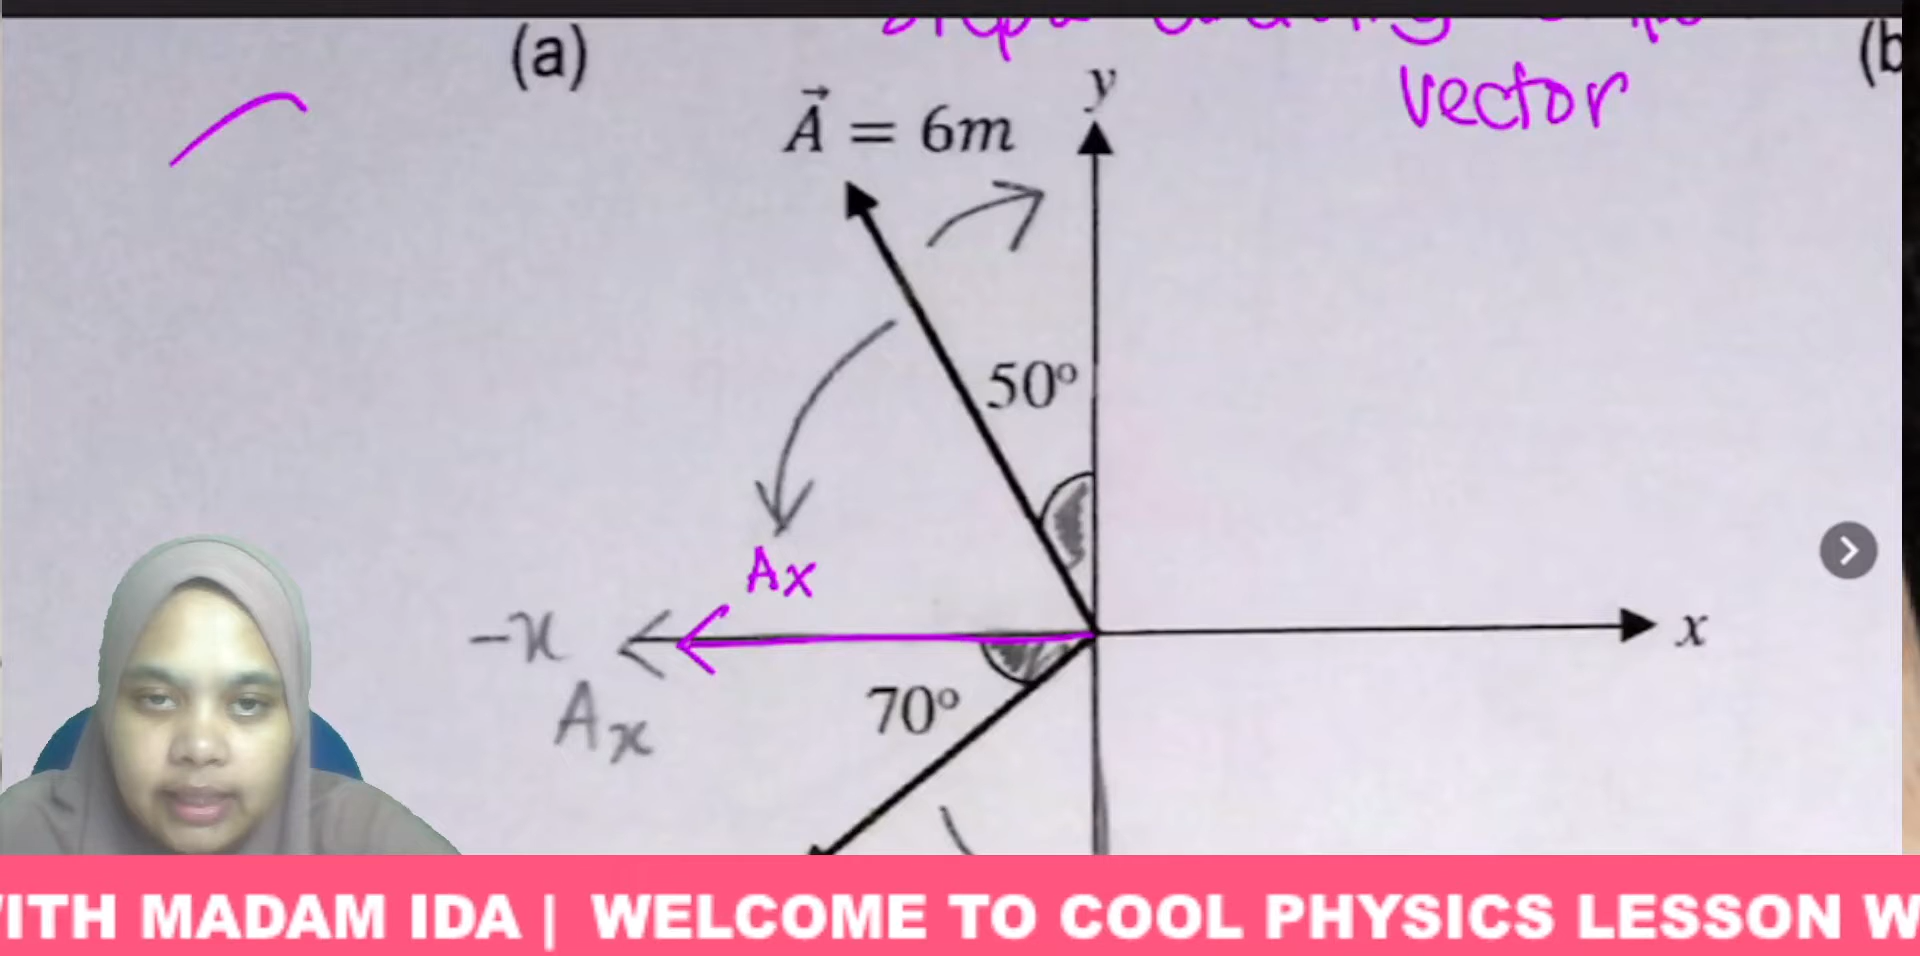 (a)
vector
(b
y
A⃗ = 6m
50°
Ax
-x
x
Ax
70°
ITH MADAM IDA | WELCOME TO COOL PHYSICS LESSON W